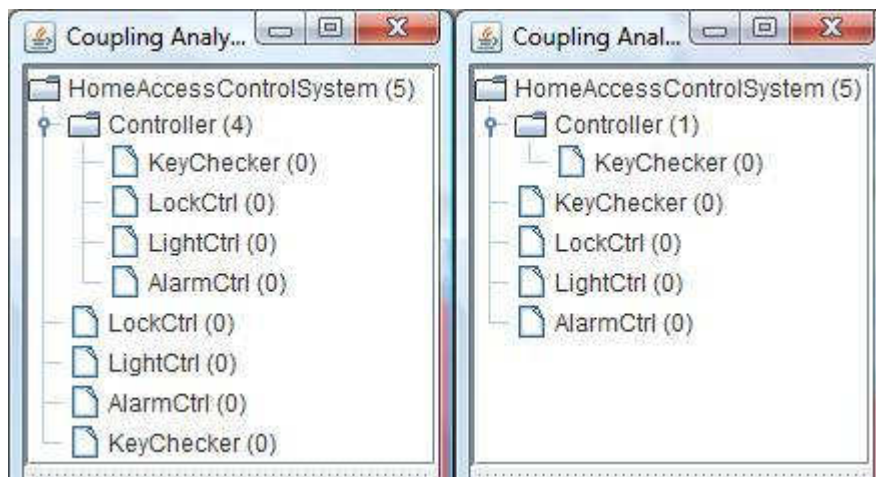 Coupling Analy...
HomeAccessControlSystem (5)
Controller (4)
KeyChecker (0)
LockCtrl (0)
LightCtrl (0)
AlarmCtrl (0)
LockCtrl (0)
LightCtrl (0)
AlarmCtrl (0)
KeyChecker (0)
Coupling Anal...
HomeAccessControlSystem (5)
Controller (1)
KeyChecker (0)
KeyChecker (0)
LockCtrl (0)
LightCtrl (0)
AlarmCtrl (0)